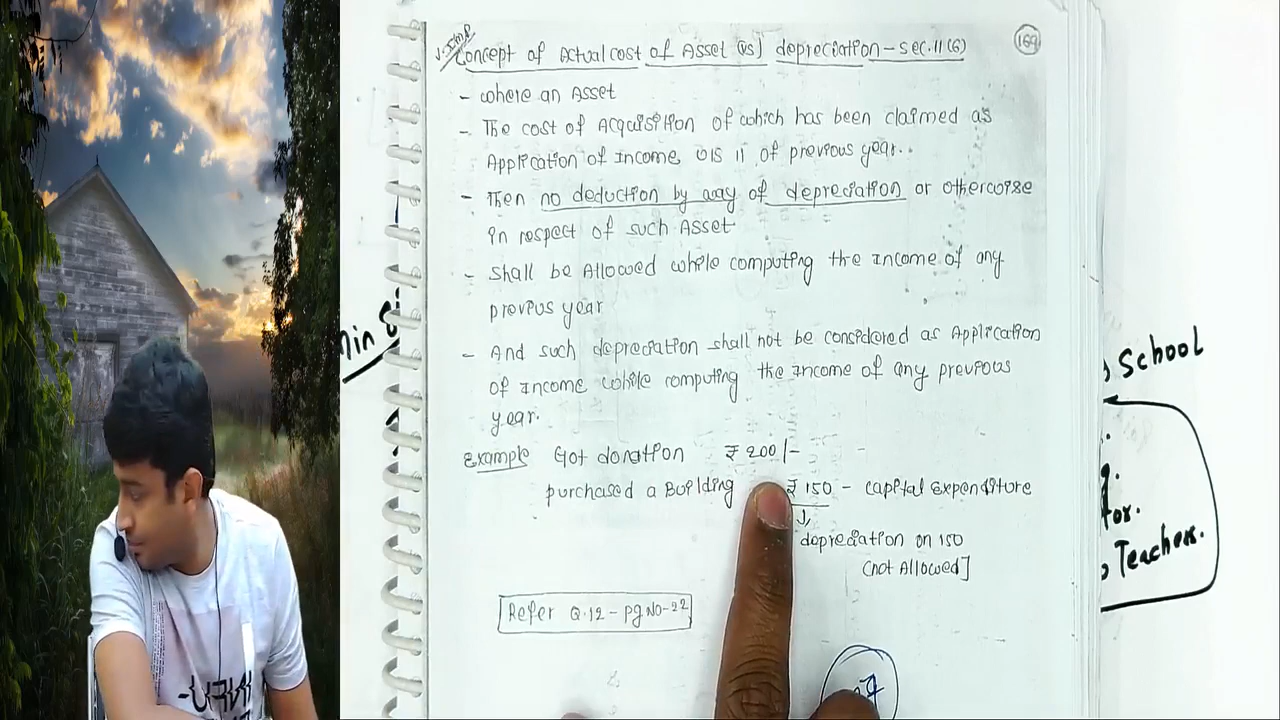 V.Imp
Concept of Actual cost of Asset (vs) depreciation - sec.11(6)
169
- where an Asset
- The cost of Acquisition of which has been claimed as
Application of Income U/S 11 of previous year..
- Then no deduction by way of depreciation or otherwise
in respect of such Asset
- shall be Allowed while computing the Income of any
previous year
- And such depreciation shall not be considered as Application
of Income while computing the Income of any previous
year.
Example Got donation ₹ 200/-
purchased a Building ₹ 150 - capital Expenditure
depreciation on 150
(not Allowed]
Refer Q.12 - pg.No-22
School
Teacher.